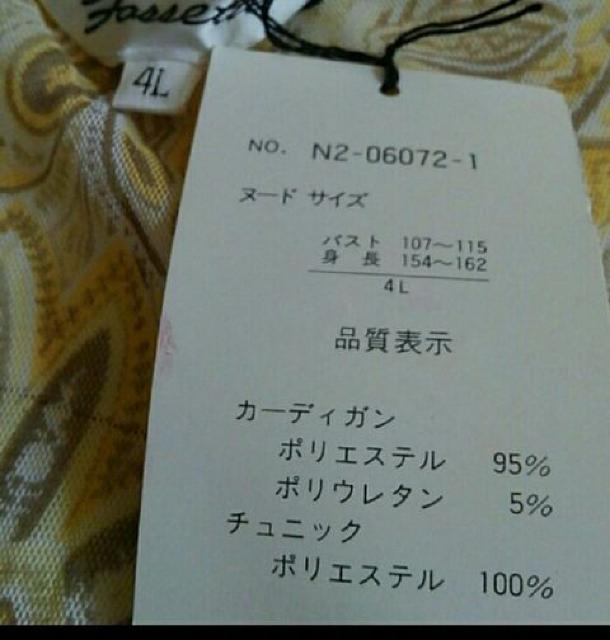 4L
NO. N2-06072-1
ヌード サイズ
バスト 107〜115
身 長 154〜162
4L
品質表示
カーディガン
ポリエステル 95%
ポリウレタン 5%
チュニック
ポリエステル 100%